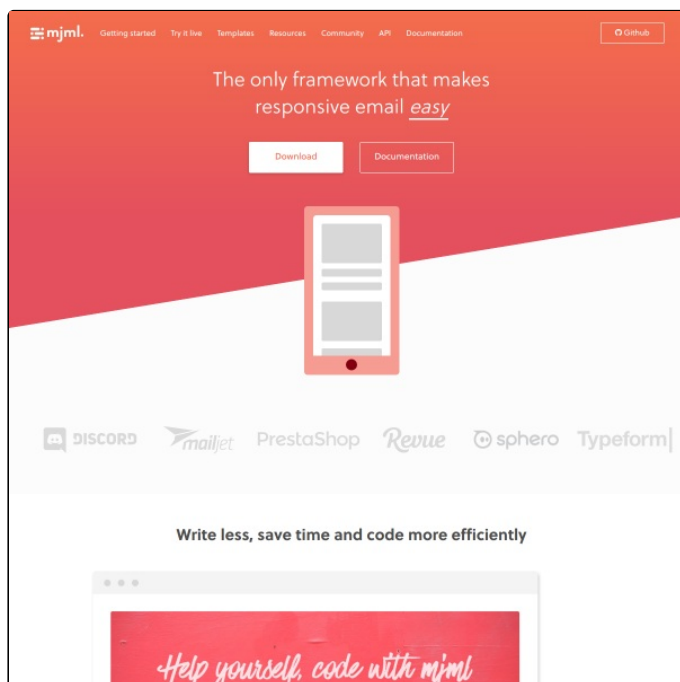 mjml. Getting started Try it live Templates Resources Community API Documentation Github
The only framework that makes
responsive email easy
Download Documentation
DISCORD mailjet PrestaShop Revue sphero Typeform
Write less, save time and code more efficiently
Help yourself, code with mjml